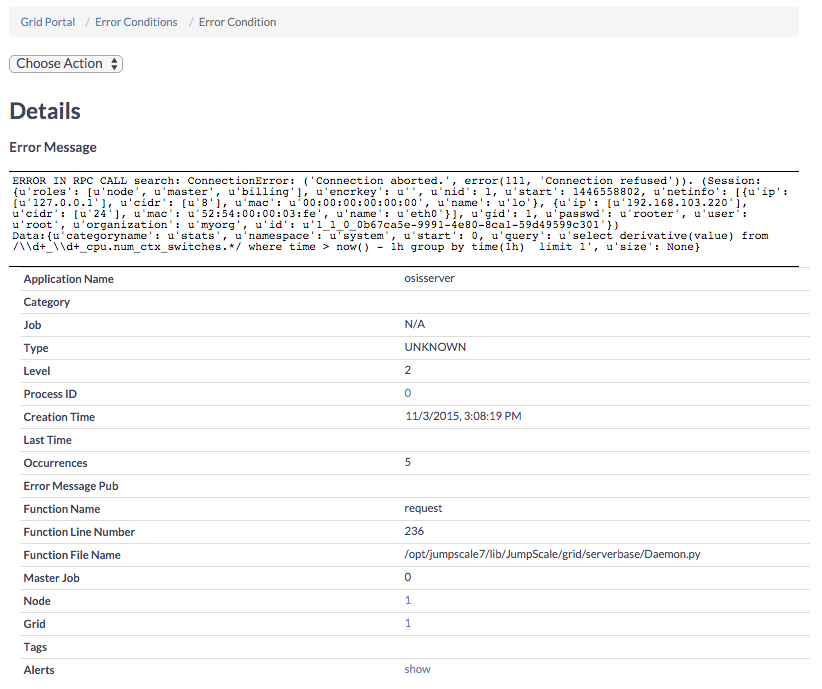 Grid Portal / Error Conditions / Error Condition
Choose Action
Details
Error Message
ERROR IN RPC CALL search: ConnectionError: ('Connection aborted.', error(111, 'Connection refused')). (Session:
{u'roles': [u'node', u'master', u'billing'], u'encrkey': u'', u'nid': 1, u'start': 1446558802, u'netinfo': [{u'ip':
[u'127.0.0.1'], u'cidr': [u'8'], u'mac': u'00:00:00:00:00:00', u'name': u'lo'}, {u'ip': [u'192.168.103.220'],
u'cidr': [u'24'], u'mac': u'52:54:00:00:03:fe', u'name': u'eth0'}], u'gid': 1, u'passwd': u'rooter', u'user':
u'root', u'organization': u'myorg', u'id': u'1_1_0_0b67ca5e-9991-4e80-8ca1-59d49599c301'})
Data:{u'categoryname': u'stats', u'namespace': u'system', u'start': 0, u'query': u'select derivative(value) from
/\\d+_\\d+_cpu.num_ctx_switches.*/ where time > now() - 1h group by time(1h)  limit 1', u'size': None}
Application Name osisserver
Category
Job N/A
Type UNKNOWN
Level 2
Process ID 0
Creation Time 11/3/2015, 3:08:19 PM
Last Time
Occurrences 5
Error Message Pub
Function Name request
Function Line Number 236
Function File Name /opt/jumpscale7/lib/JumpScale/grid/serverbase/Daemon.py
Master Job 0
Node 1
Grid 1
Tags
Alerts show